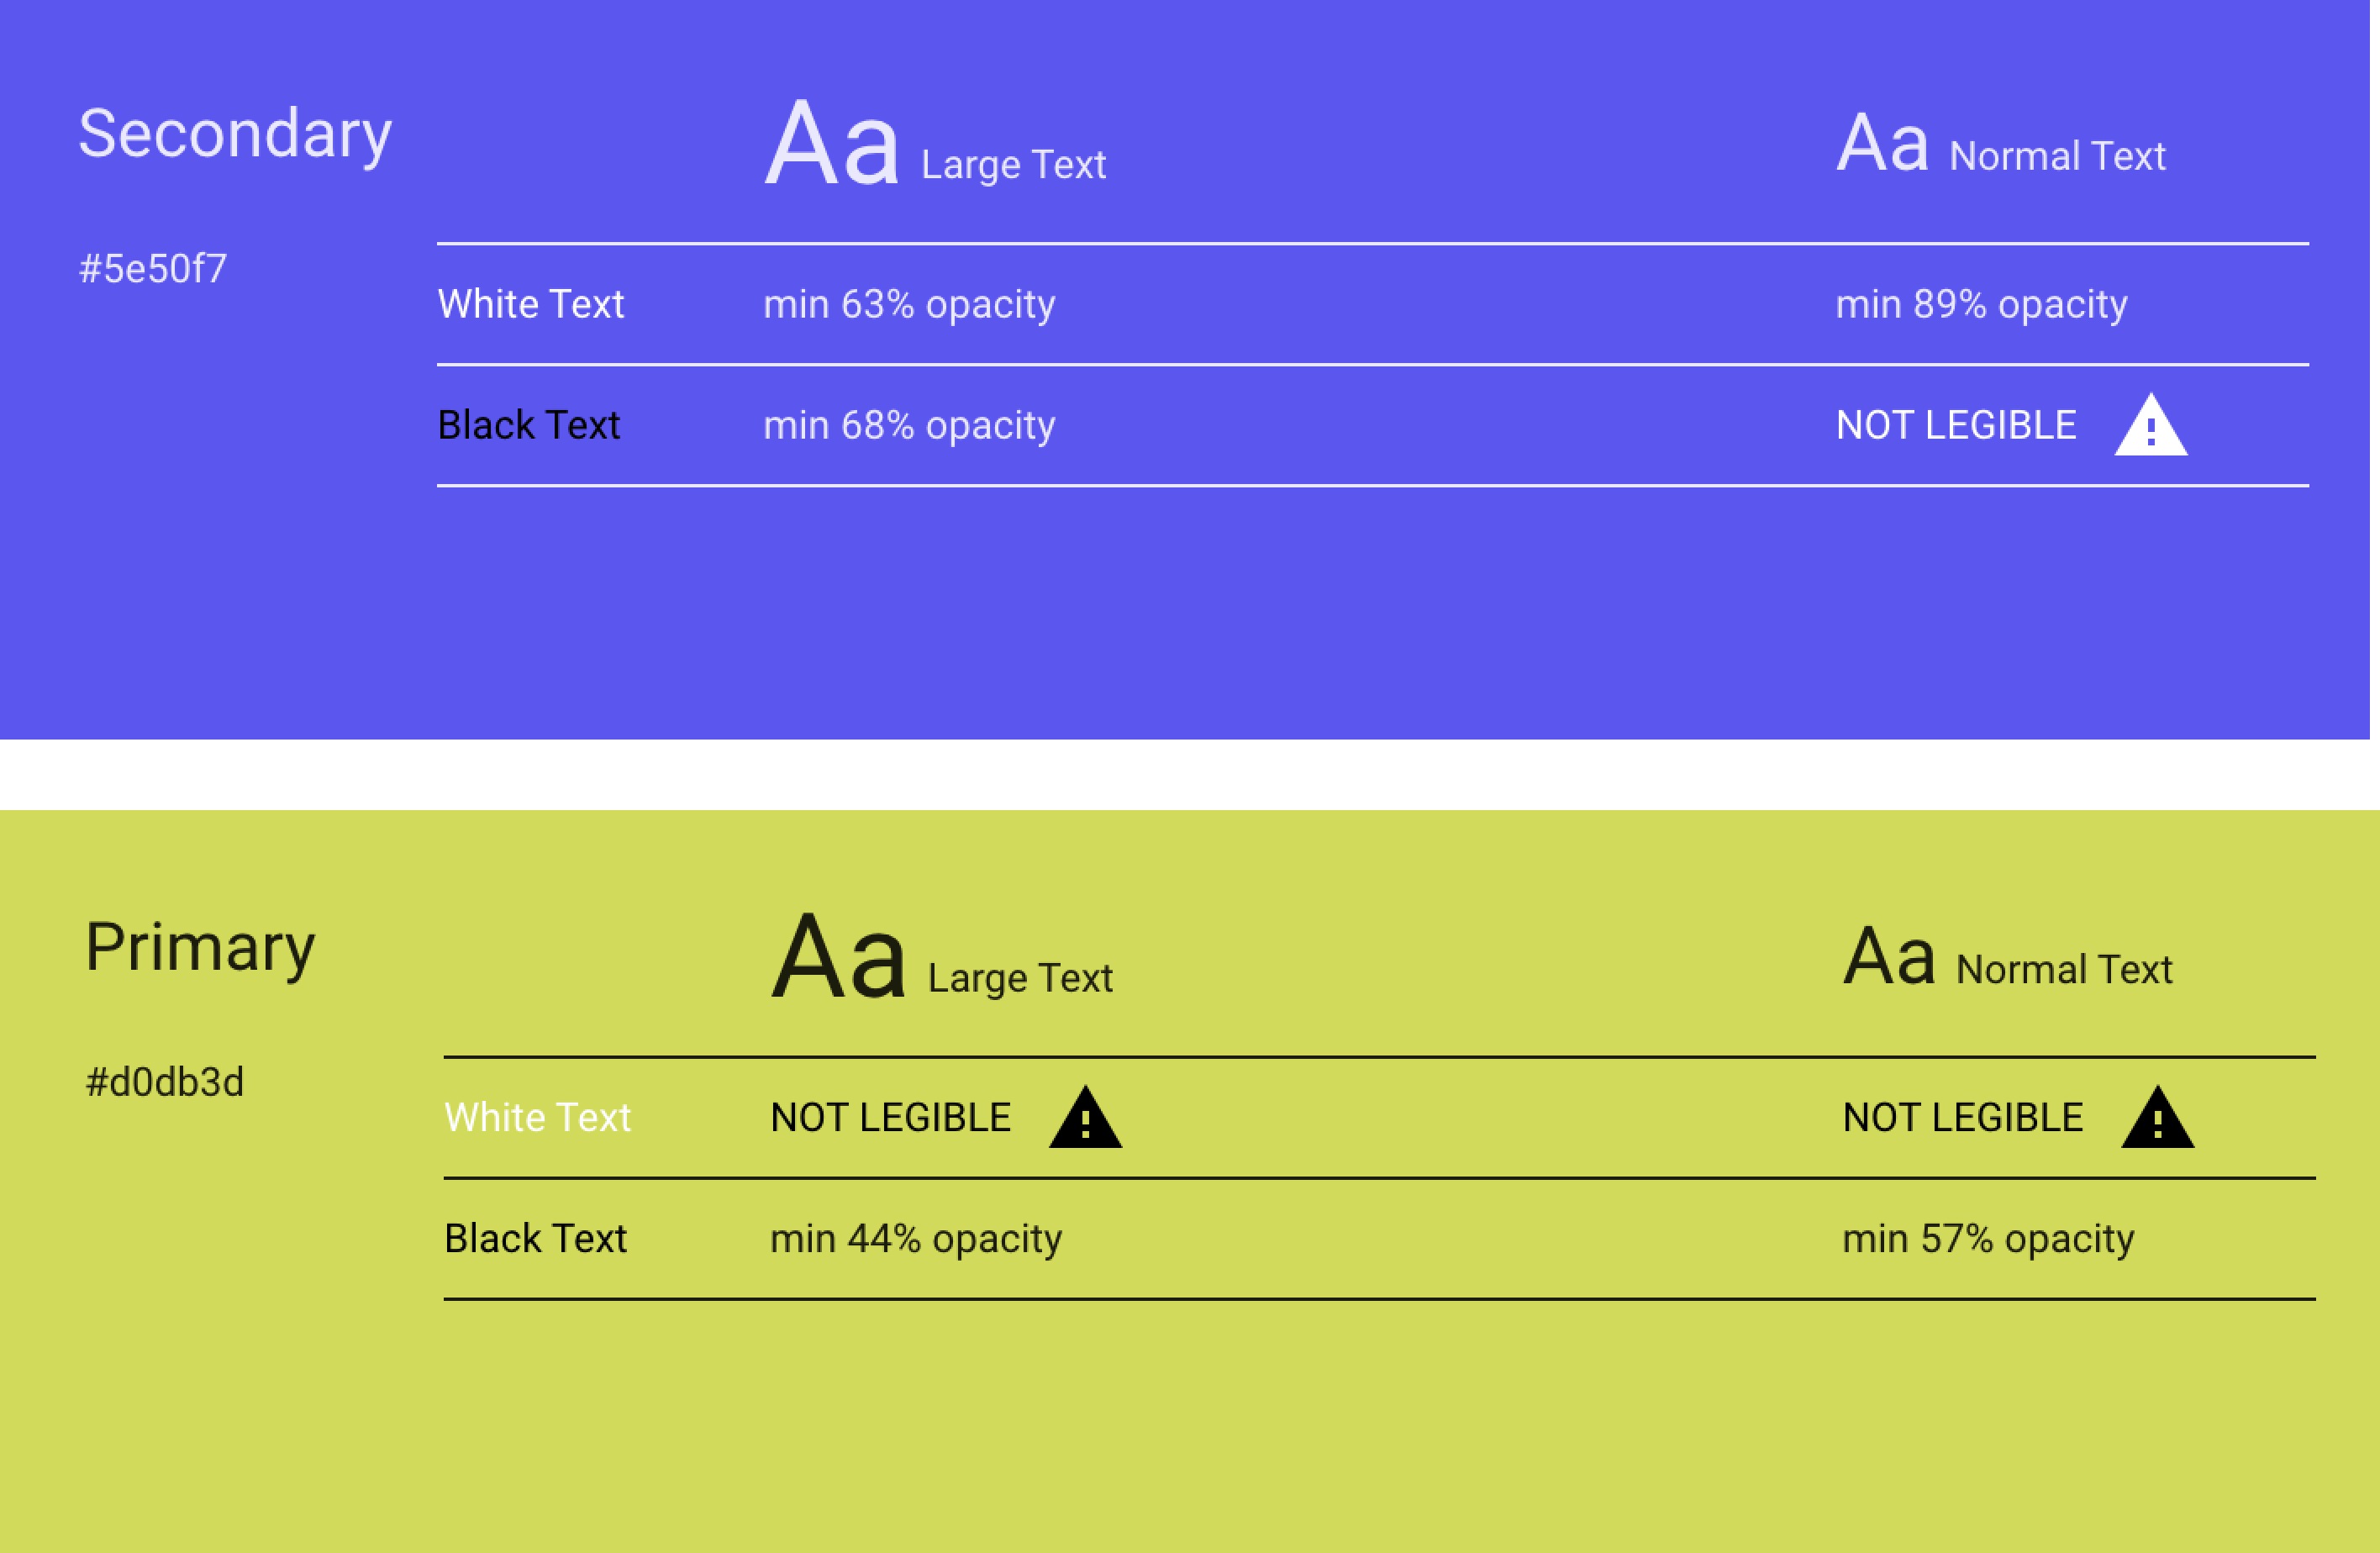 Secondary
Aa Large Text
Aa Normal Text
#5e50f7
White Text min 63% opacity min 89% opacity
Black Text min 68% opacity NOT LEGIBLE
Primary
Aa Large Text
Aa Normal Text
#d0db3d
White Text NOT LEGIBLE NOT LEGIBLE
Black Text min 44% opacity min 57% opacity